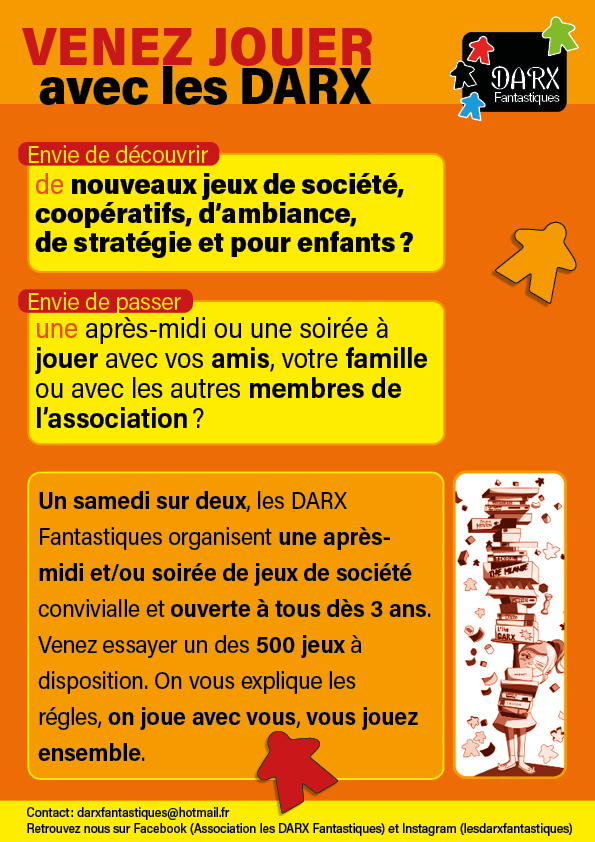 VENEZ JOUER
avec les DARX
DARX
Fantastiques
Envie de découvrir
de nouveaux jeux de société,
coopératifs, d'ambiance,
de stratégie et pour enfants ?
Envie de passer
une après-midi ou une soirée à
jouer avec vos amis, votre famille
ou avec les autres membres de
l'association ?
Un samedi sur deux, les DARX
Fantastiques organisent une après-
midi et/ou soirée de jeux de société
convivialle et ouverte à tous dès 3 ans.
Venez essayer un des 500 jeux à
disposition. On vous explique les
régles, on joue avec vous, vous jouez
ensemble.
DARX
Contact : darxfantastiques@hotmail.fr
Retrouvez nous sur Facebook (Association les DARX Fantastiques) et Instagram (lesdarxfantastiques)